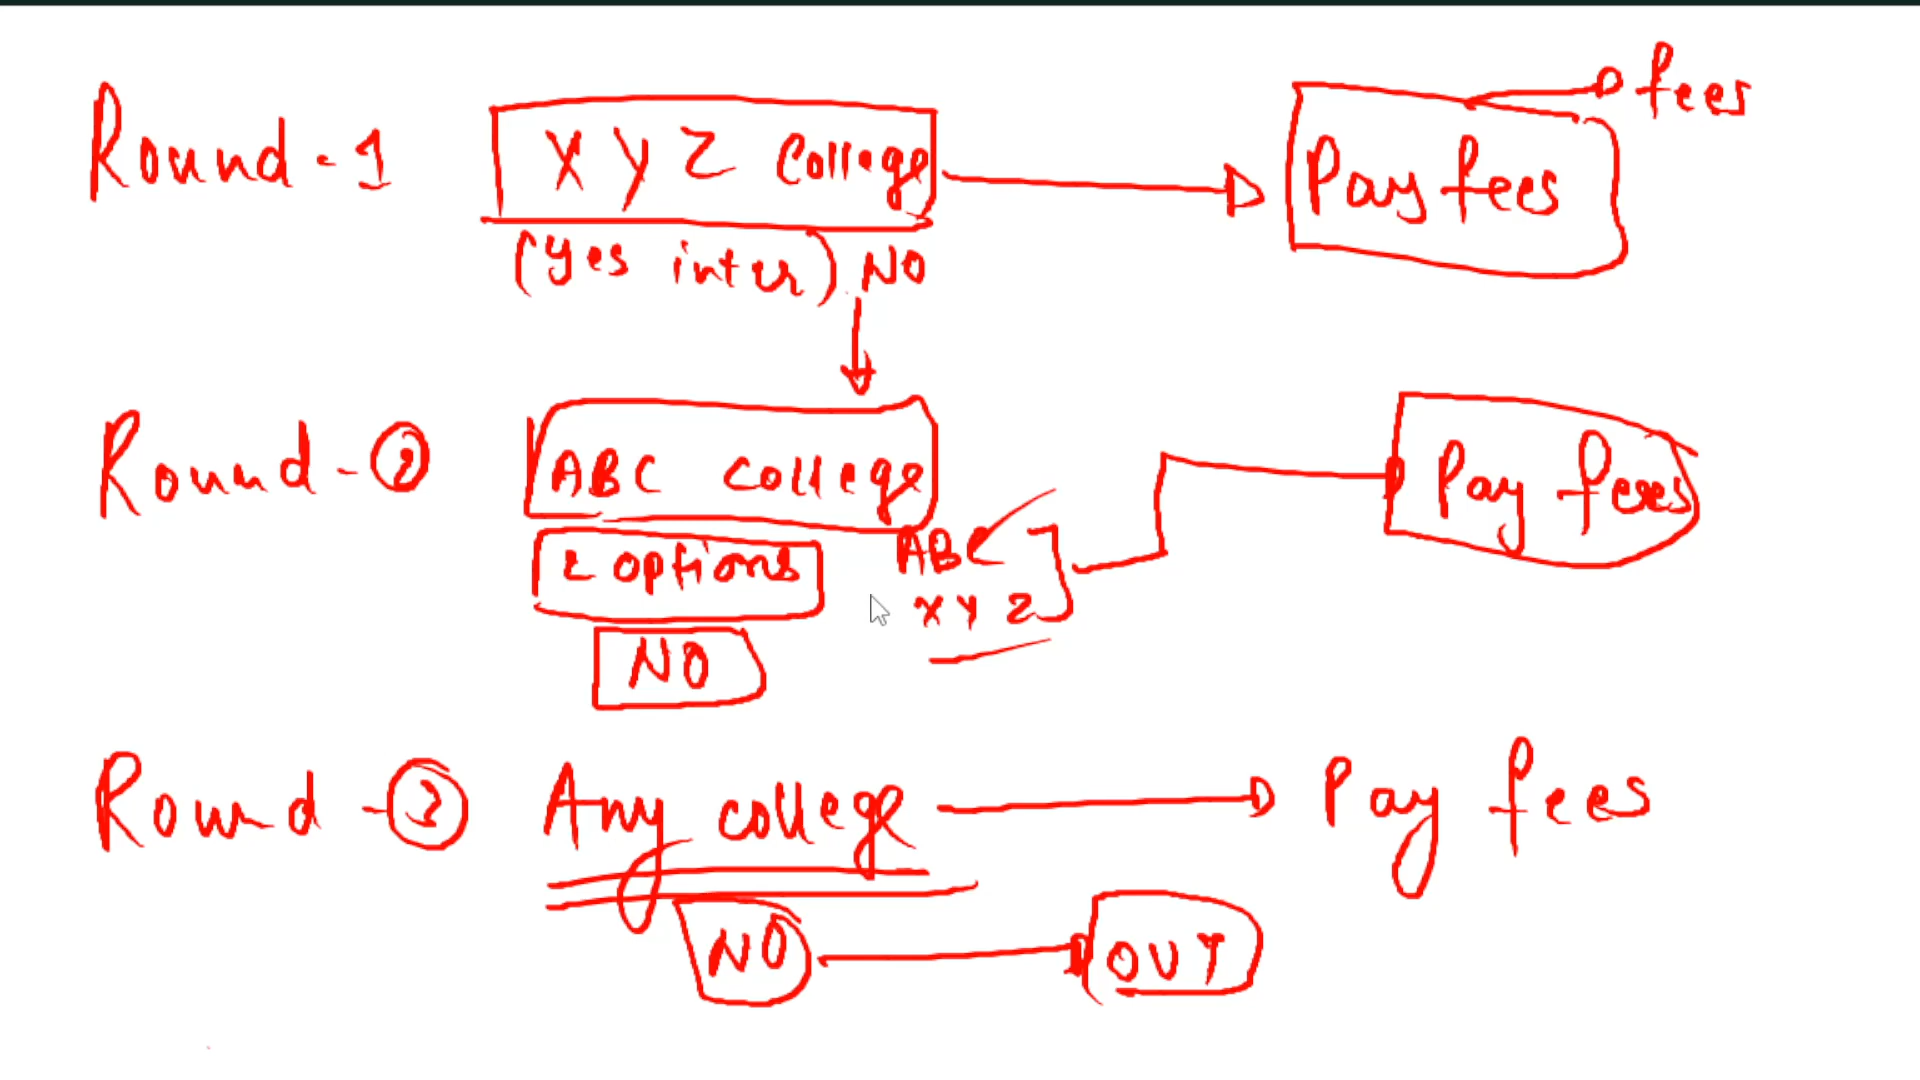 fees
Round-1 XYZ College Pay fees
(Yes inter) NO
Round-2 ABC college Pay fees
2 options ABC
XYZ
NO
Round-3 Any college Pay fees
NO OUT